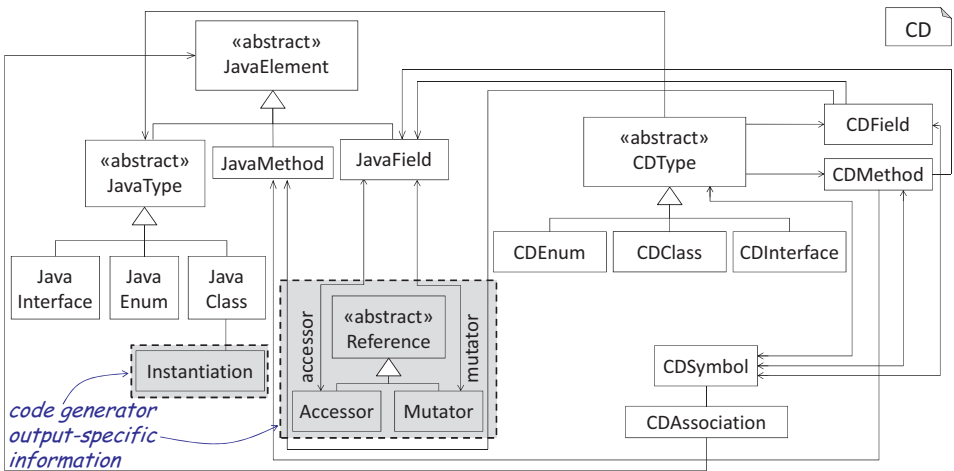 CD
«abstract»
JavaElement
«abstract»
JavaType
JavaMethod
JavaField
«abstract»
CDType
CDField
CDMethod
Java
Interface
Java
Enum
Java
Class
CDEnum
CDClass
CDInterface
Instantiation
accessor
«abstract»
Reference
mutator
Accessor
Mutator
CDSymbol
CDAssociation
code generator
output-specific
information